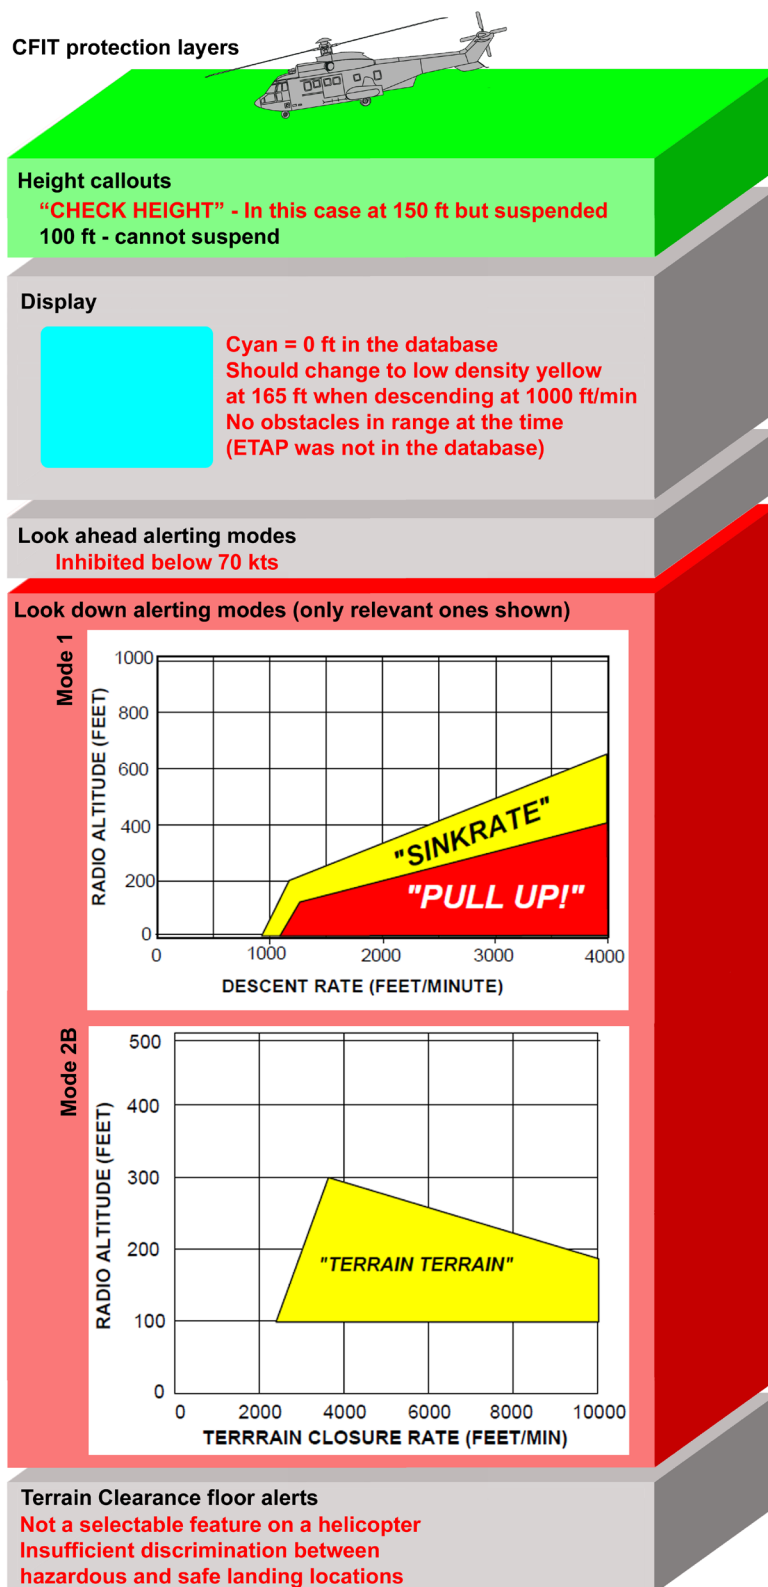 CFIT protection layers
Height callouts
“CHECK HEIGHT” - In this case at 150 ft but suspended
100 ft - cannot suspend
Display
Cyan = 0 ft in the database
Should change to low density yellow
at 165 ft when descending at 1000 ft/min
No obstacles in range at the time
(ETAP was not in the database)
Look ahead alerting modes
Inhibited below 70 kts
Look down alerting modes (only relevant ones shown)
Mode 1
RADIO ALTITUDE (FEET)
1000
800
600
400
200
0
"SINKRATE"
"PULL UP!"
0 1000 2000 3000 4000
DESCENT RATE (FEET/MINUTE)
Mode 2B
RADIO ALTITUDE (FEET)
500
400
300
200
100
0
"TERRAIN TERRAIN"
0 2000 4000 6000 8000 10000
TERRRAIN CLOSURE RATE (FEET/MIN)
Terrain Clearance floor alerts
Not a selectable feature on a helicopter
Insufficient discrimination between
hazardous and safe landing locations